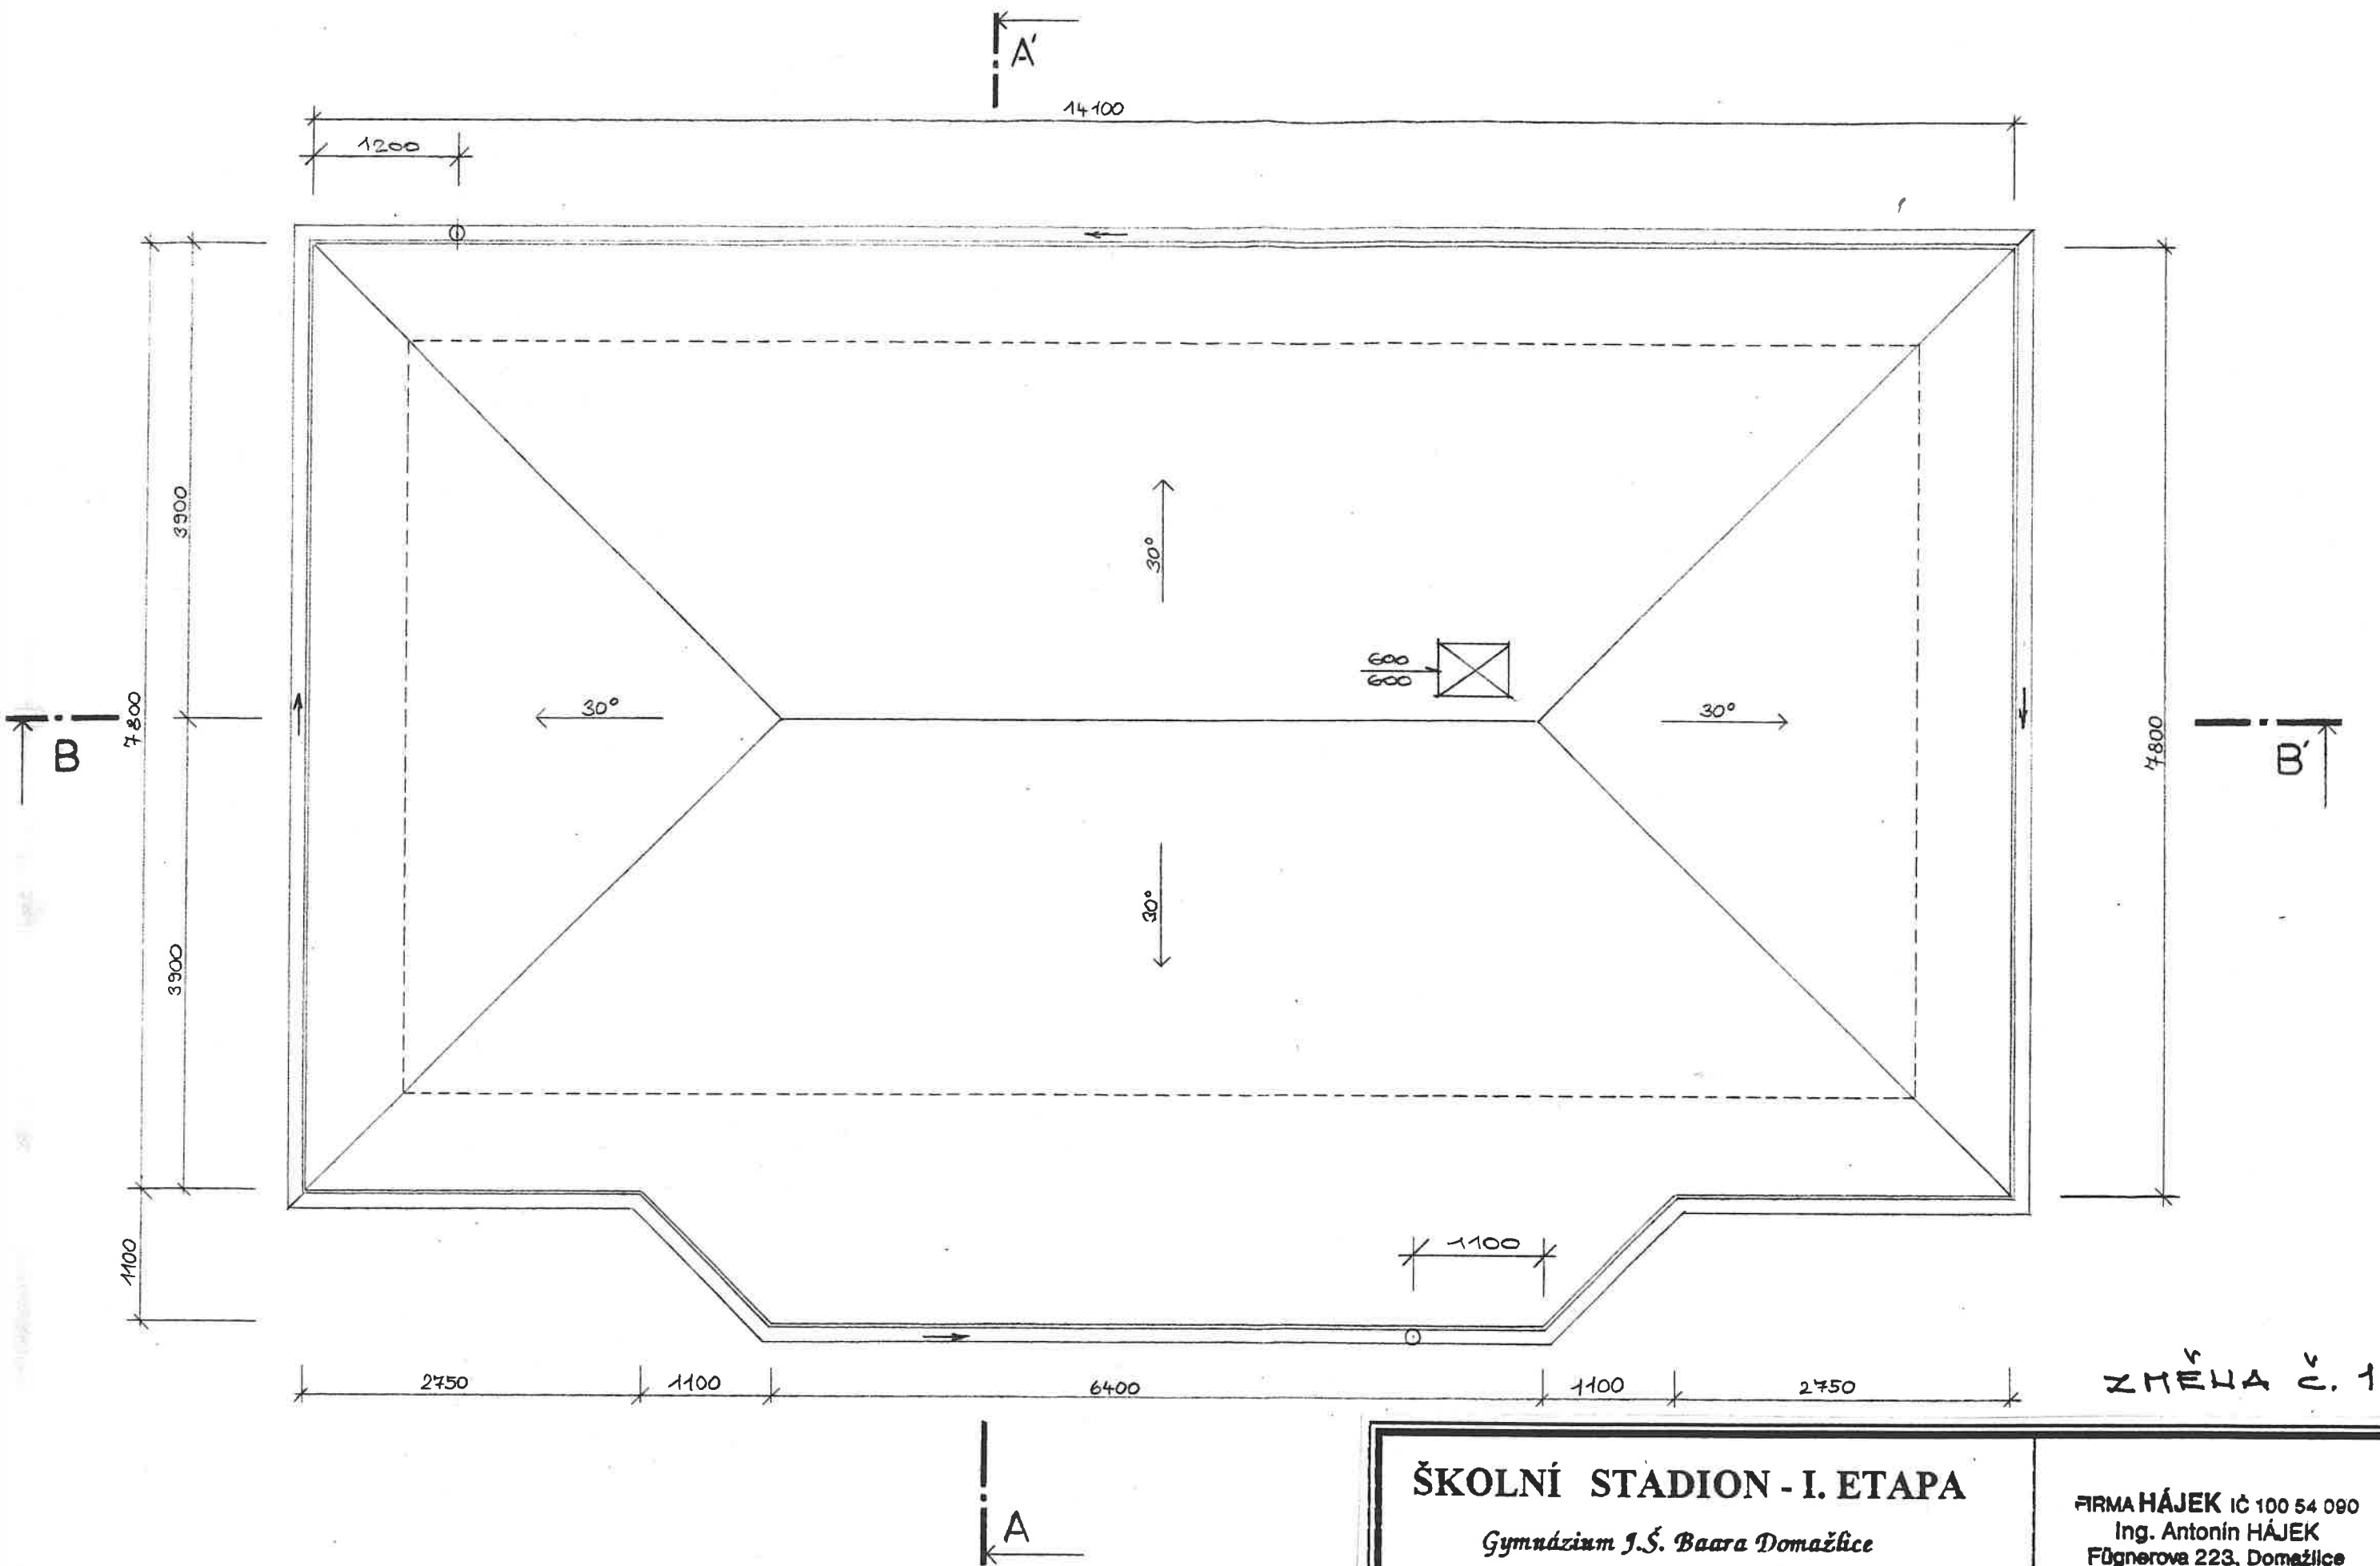 A'
14100
1200
3900
30°
600
600
7800
B
30°
30°
7800
B'
3900
30°
1100
1100
2750
1100
6400
1100
2750
ZMĚNA č. 1
A
ŠKOLNÍ STADION - I. ETAPA
Gymnázium J.Š. Baara Domažlice
FIRMA HÁJEK IČ 100 54 090
Ing. Antonín HÁJEK
Fügnerova 223, Domažlice